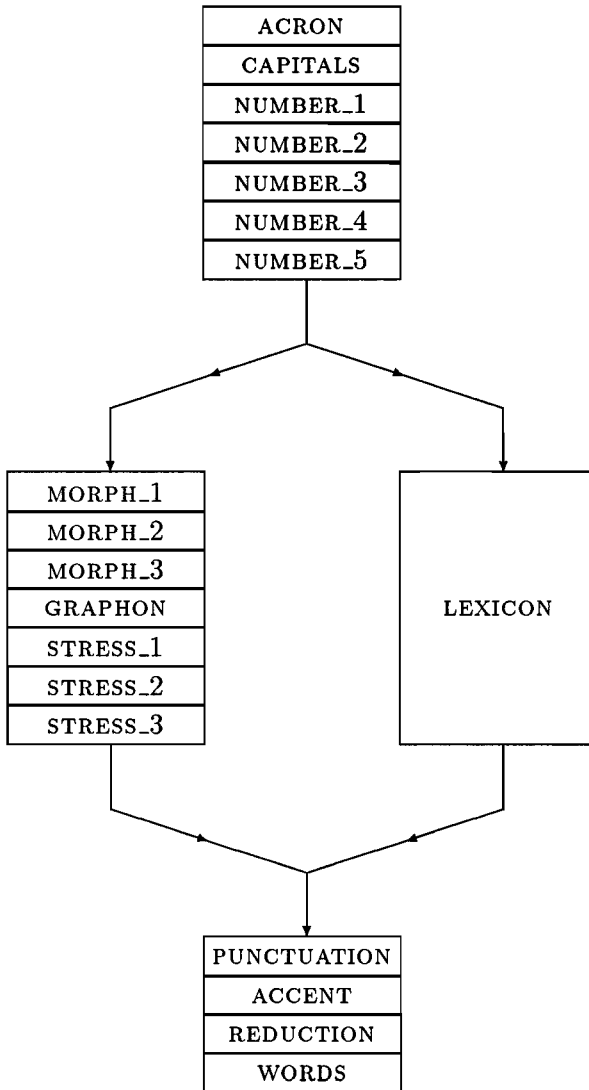 ACRON
CAPITALS
NUMBER_1
NUMBER_2
NUMBER_3
NUMBER_4
NUMBER_5
MORPH_1
MORPH_2
MORPH_3
GRAPHON
STRESS_1
STRESS_2
STRESS_3
LEXICON
PUNCTUATION
ACCENT
REDUCTION
WORDS